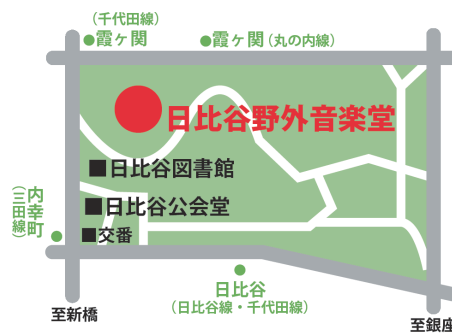 （千代田線）
●霞ヶ関
●霞ヶ関（丸の内線）
日比谷野外音楽堂
■日比谷図書館
■日比谷公会堂
■交番
内幸町
（三田線）
日比谷
（日比谷線・千代田線）
至新橋
至銀座